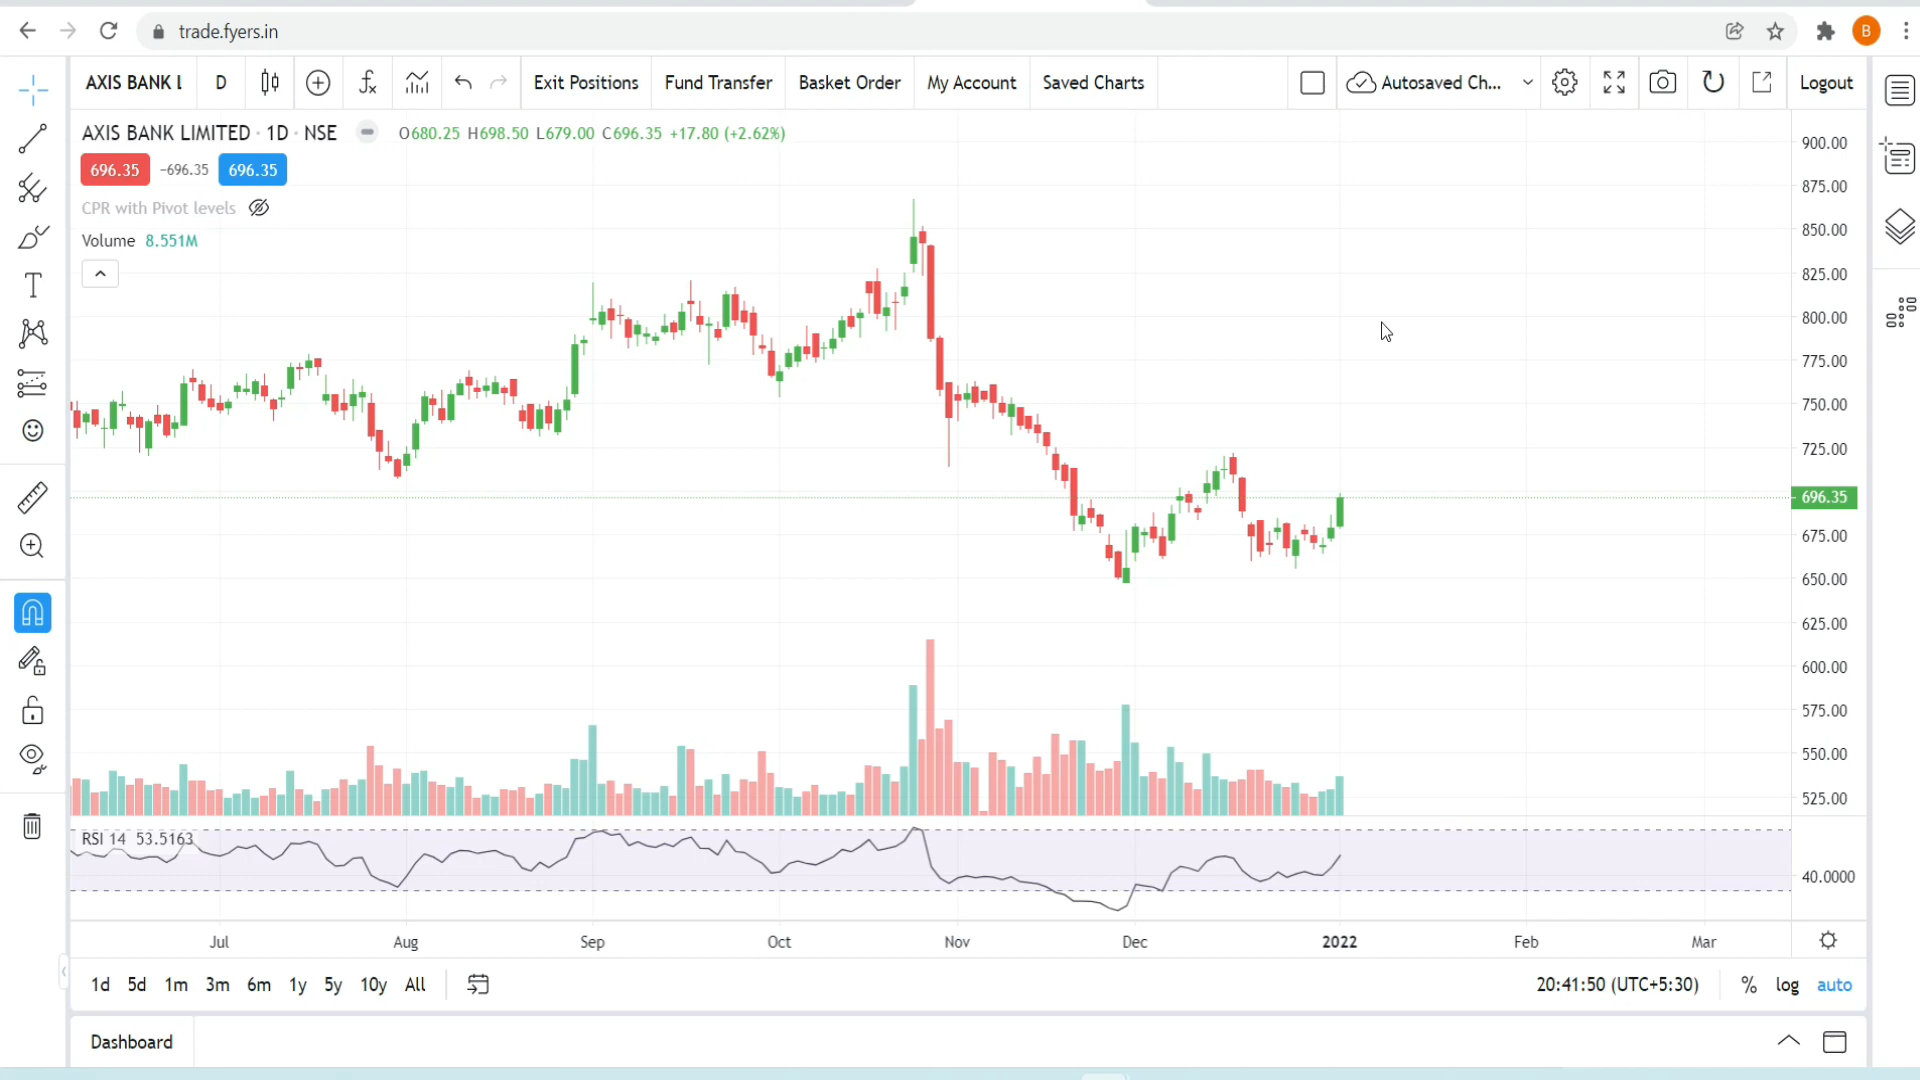 trade.fyers.in
B
AXIS BANK L D Exit Positions Fund Transfer Basket Order My Account Saved Charts Autosaved Ch... Logout
AXIS BANK LIMITED · 1D · NSE O680.25 H698.50 L679.00 C696.35 +17.80 (+2.62%)
696.35 −696.35 696.35
CPR with Pivot levels
Volume 8.551M
900.00
875.00
850.00
825.00
800.00
775.00
750.00
725.00
696.35
675.00
650.00
625.00
600.00
575.00
550.00
525.00
RSI 14 53.5163
40.0000
Jul Aug Sep Oct Nov Dec 2022 Feb Mar
1d 5d 1m 3m 6m 1y 5y 10y All 20:41:50 (UTC+5:30) % log auto
Dashboard